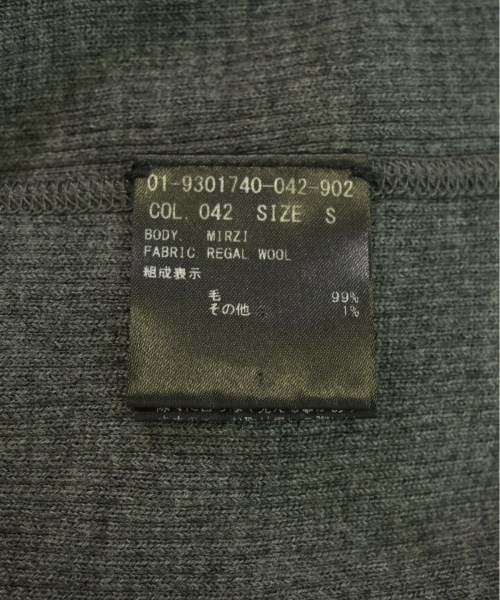 01-9301740-042-902
COL. 042 SIZE S
BODY. MIRZI
FABRIC REGAL WOOL
組成表示
毛 99%
その他 1%